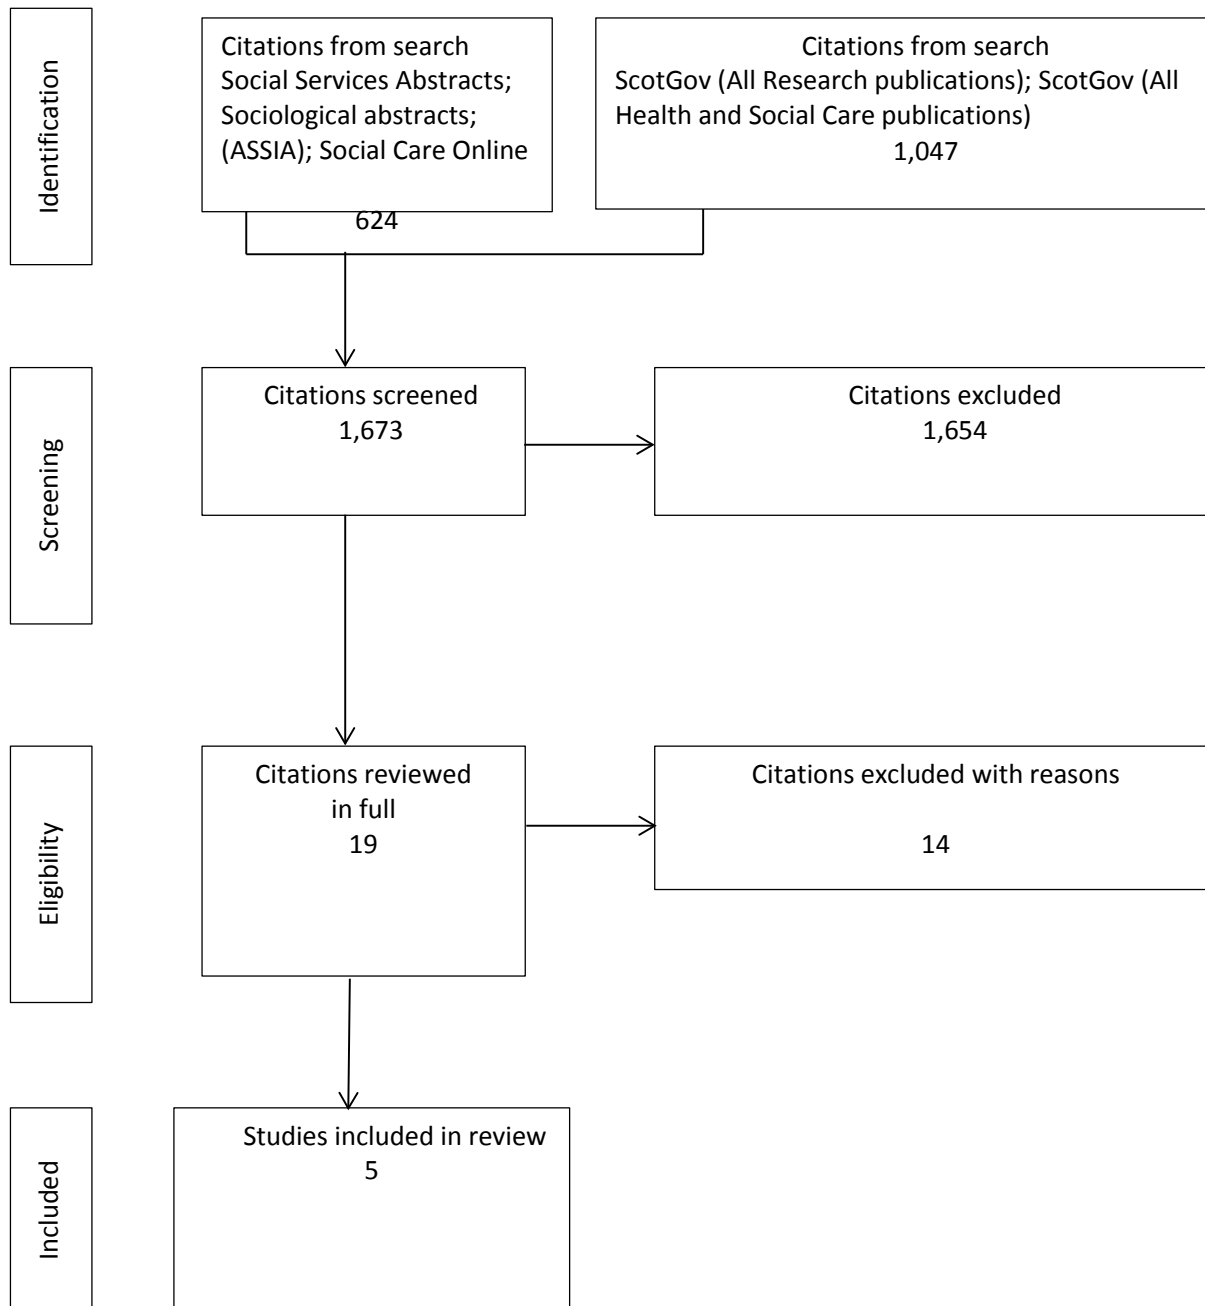 Identification
Citations from search
Social Services Abstracts;
Sociological abstracts;
(ASSIA); Social Care Online
624
Citations from search
ScotGov (All Research publications); ScotGov (All
Health and Social Care publications)
1,047
Screening
Citations screened
1,673
Citations excluded
1,654
Eligibility
Citations reviewed
in full
19
Citations excluded with reasons
14
Included
Studies included in review
5